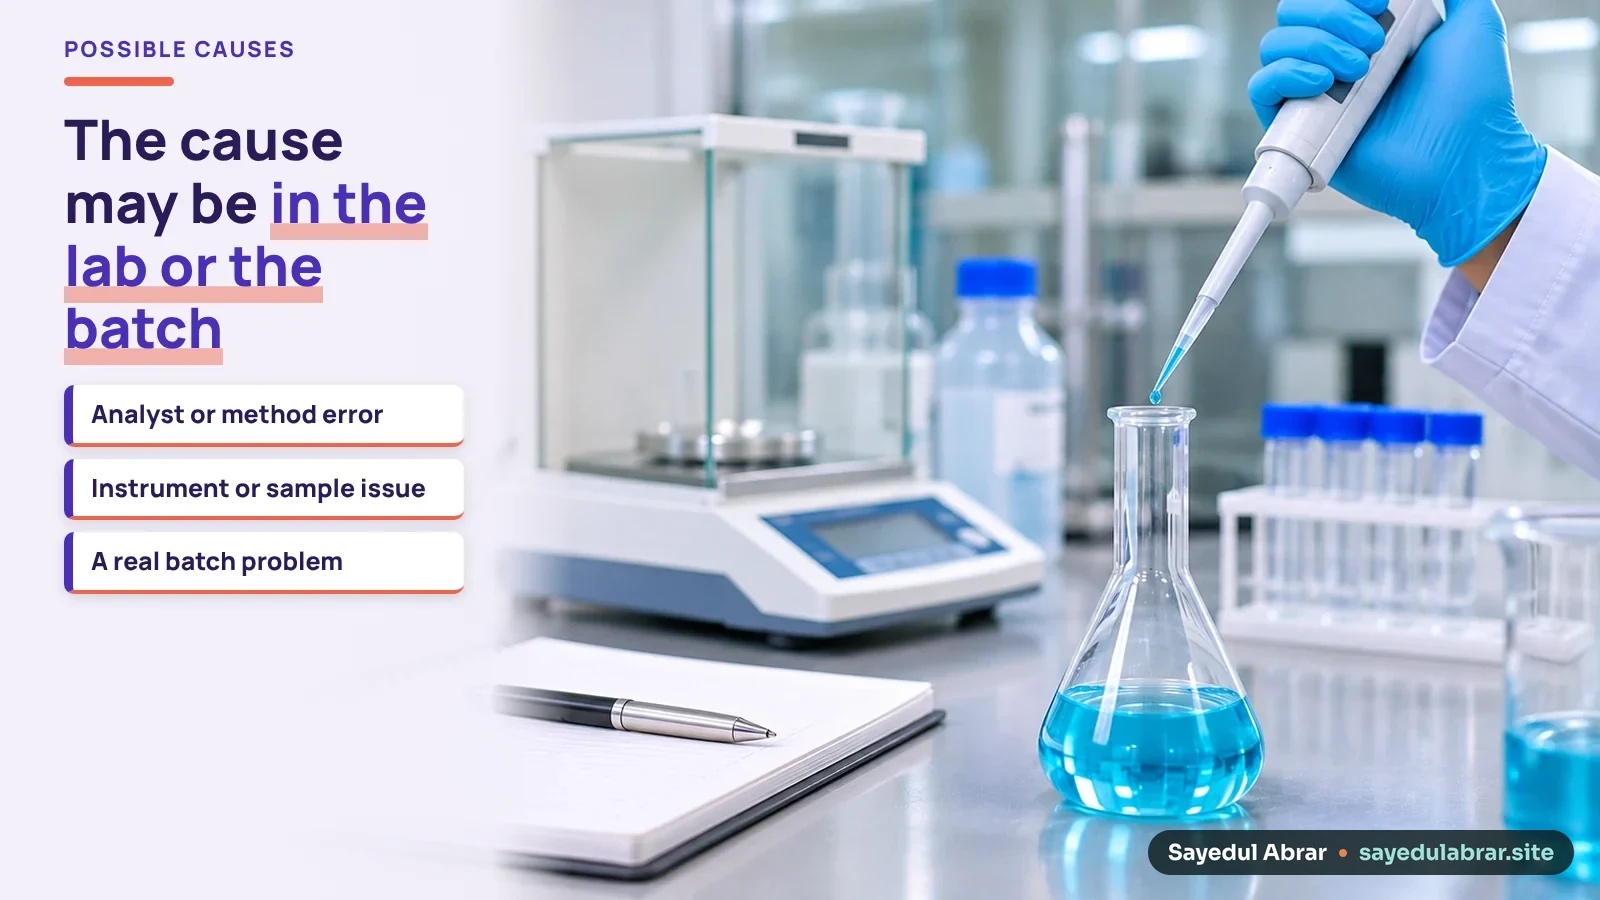 POSSIBLE CAUSES
The cause
may be in the
lab or the
batch
Analyst or method error
Instrument or sample issue
A real batch problem
Sayedul Abrar • sayedulabrar.site